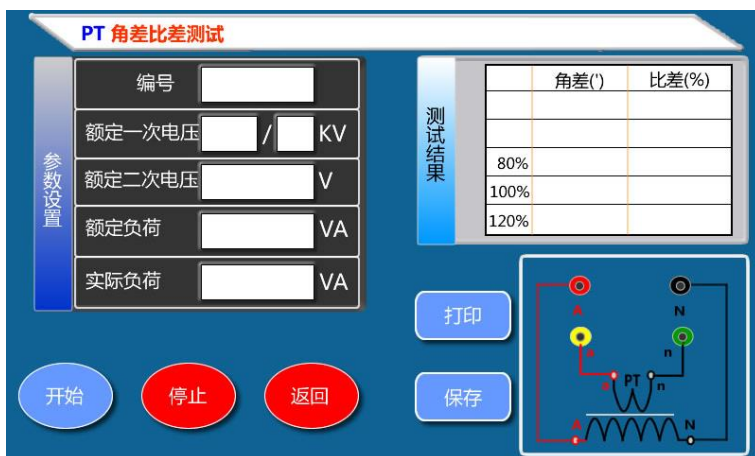 PT 角差比差测试
参数设置
编号
额定一次电压 / KV
额定二次电压 V
额定负荷 VA
实际负荷 VA
测试结果
角差(') 比差(%)
80%
100%
120%
打印
保存
开始
停止
返回
A N
a n
a PT n
A N